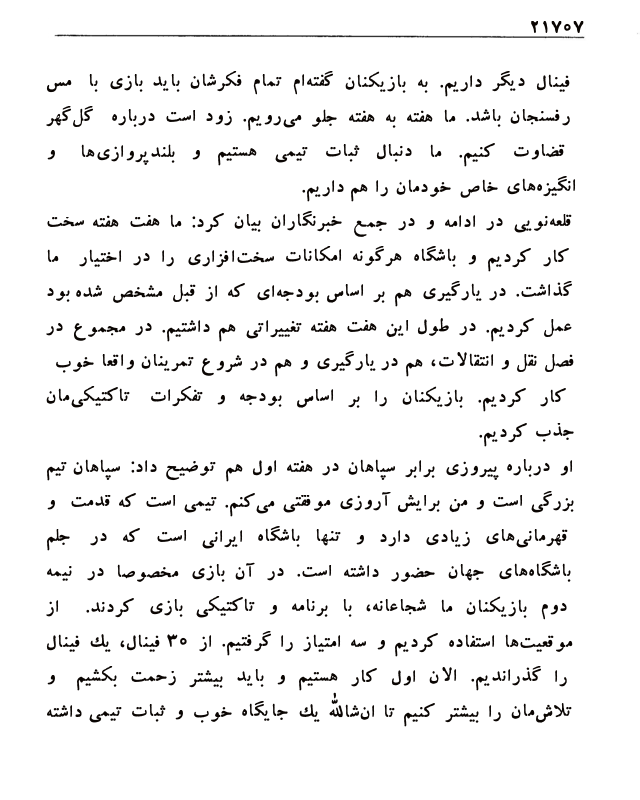 ۲۱۷۰۷
فینال دیگر داریم. به بازیکنان گفته‌ام تمام فکرشان باید بازی با مس
رفسنجان باشد. ما هفته به هفته جلو می‌رویم. زود است درباره گل‌گهر
قضاوت کنیم. ما دنبال ثبات تیمی هستیم و بلندپروازی‌ها و
انگیزه‌های خاص خودمان را هم داریم.
قلعه‌نویی در ادامه و در جمع خبرنگاران بیان کرد: ما هفت هفته سخت
کار کردیم و باشگاه هرگونه امکانات سخت‌افزاری را در اختیار ما
گذاشت. در یارگیری هم بر اساس بودجه‌ای که از قبل مشخص شده بود
عمل کردیم. در طول این هفت هفته تغییراتی هم داشتیم. در مجموع در
فصل نقل و انتقالات، هم در یارگیری و هم در شروع تمرینان واقعا خوب
کار کردیم. بازیکنان را بر اساس بودجه و تفکرات تاکتیکی‌مان
جذب کردیم.
او درباره پیروزی برابر سپاهان در هفته اول هم توضیح داد: سپاهان تیم
بزرگی است و من برایش آروزی موفقتی می‌کنم. تیمی است که قدمت و
قهرمانی‌های زیادی دارد و تنها باشگاه ایرانی است که در جلم
باشگاه‌های جهان حضور داشته است. در آن بازی مخصوصا در نیمه
دوم بازیکنان ما شجاعانه، با برنامه و تاکتیکی بازی کردند. از
موقعیت‌ها استفاده کردیم و سه امتیاز را گرفتیم. از ۳۰ فینال، یك فینال
را گذراندیم. الان اول کار هستیم و باید بیشتر زحمت بکشیم و
تلاش‌مان را بیشتر کنیم تا ان‌شالله یك جایگاه خوب و ثبات تیمی داشته